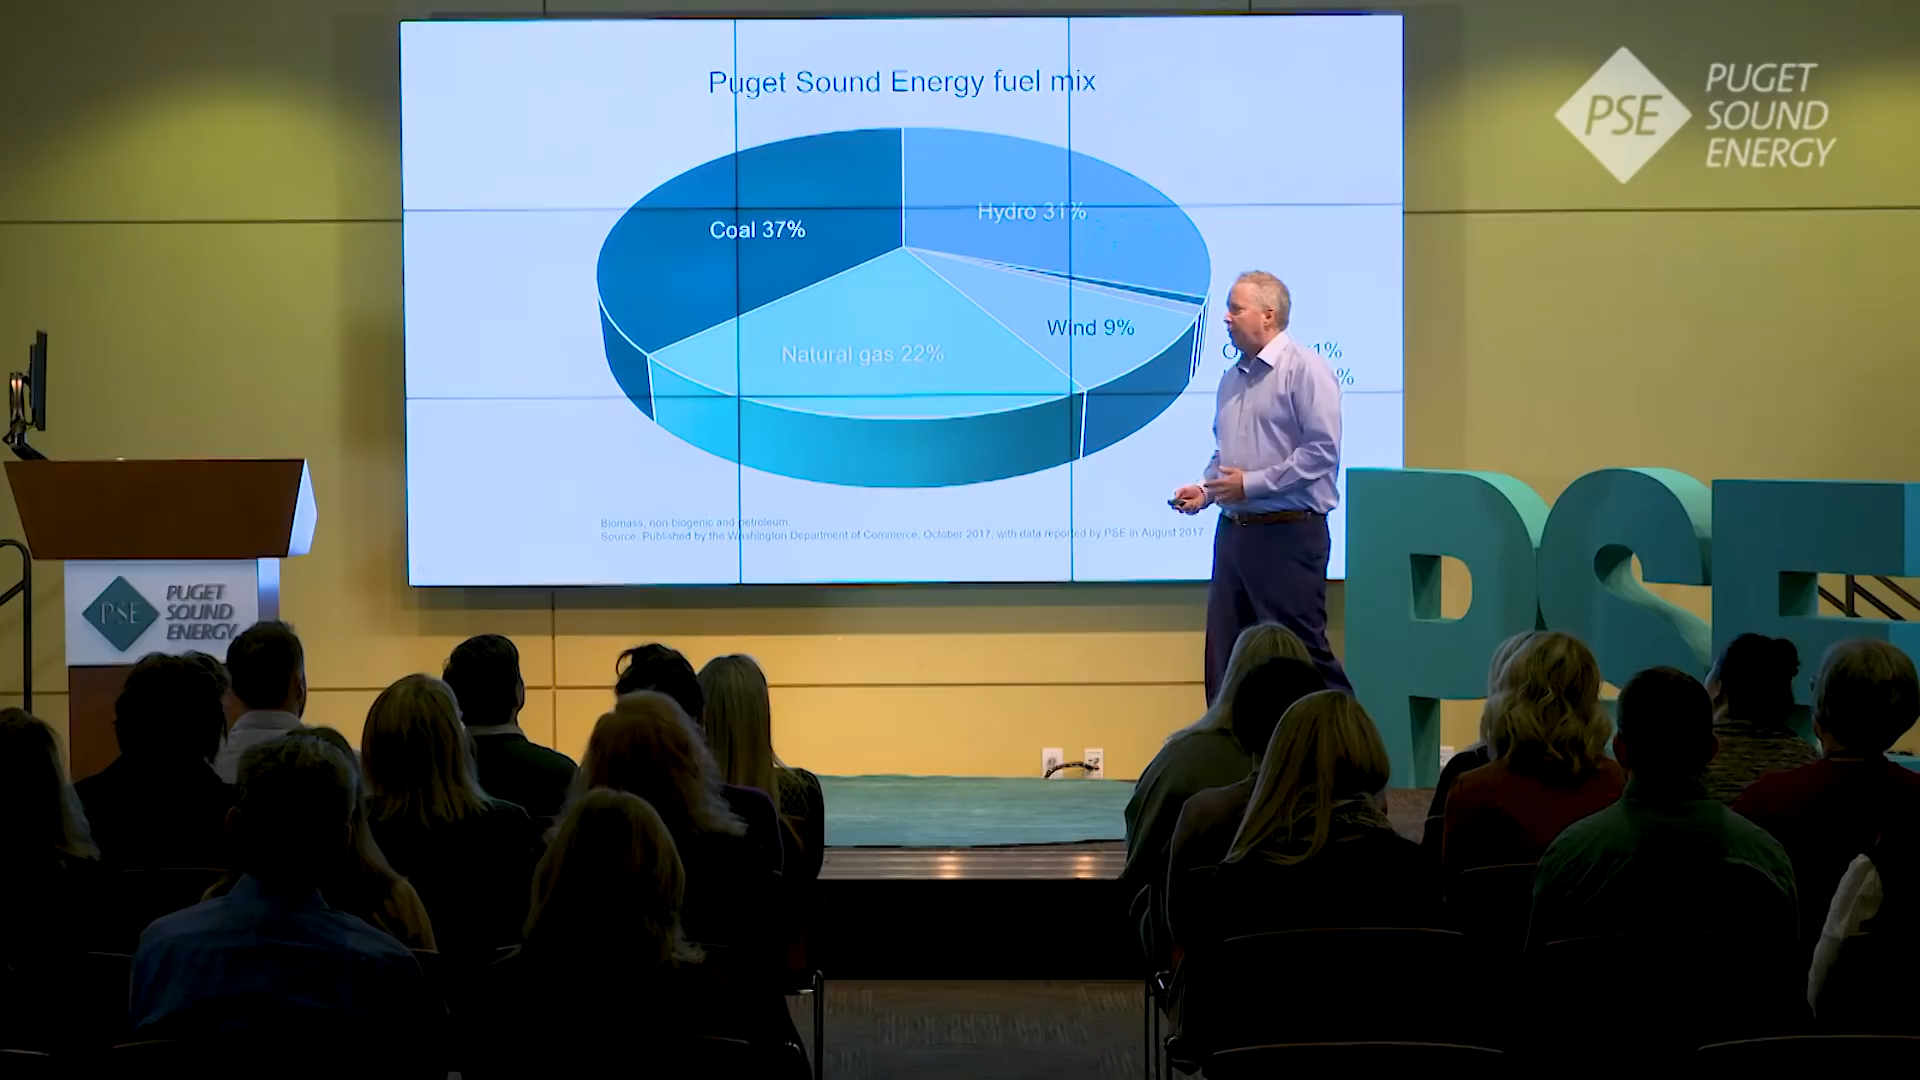 Puget Sound Energy fuel mix
PUGET
SOUND
ENERGY
PSE
Hydro 31%
Coal 37%
Wind 9%
Natural gas 22%
1%
%
Biomass, non-biogenic and petroleum
Source: Published by the Washington Department of Commerce, October 2017, with data reported by PSE in August 2017
PSE
PSE
PUGET
SOUND
ENERGY